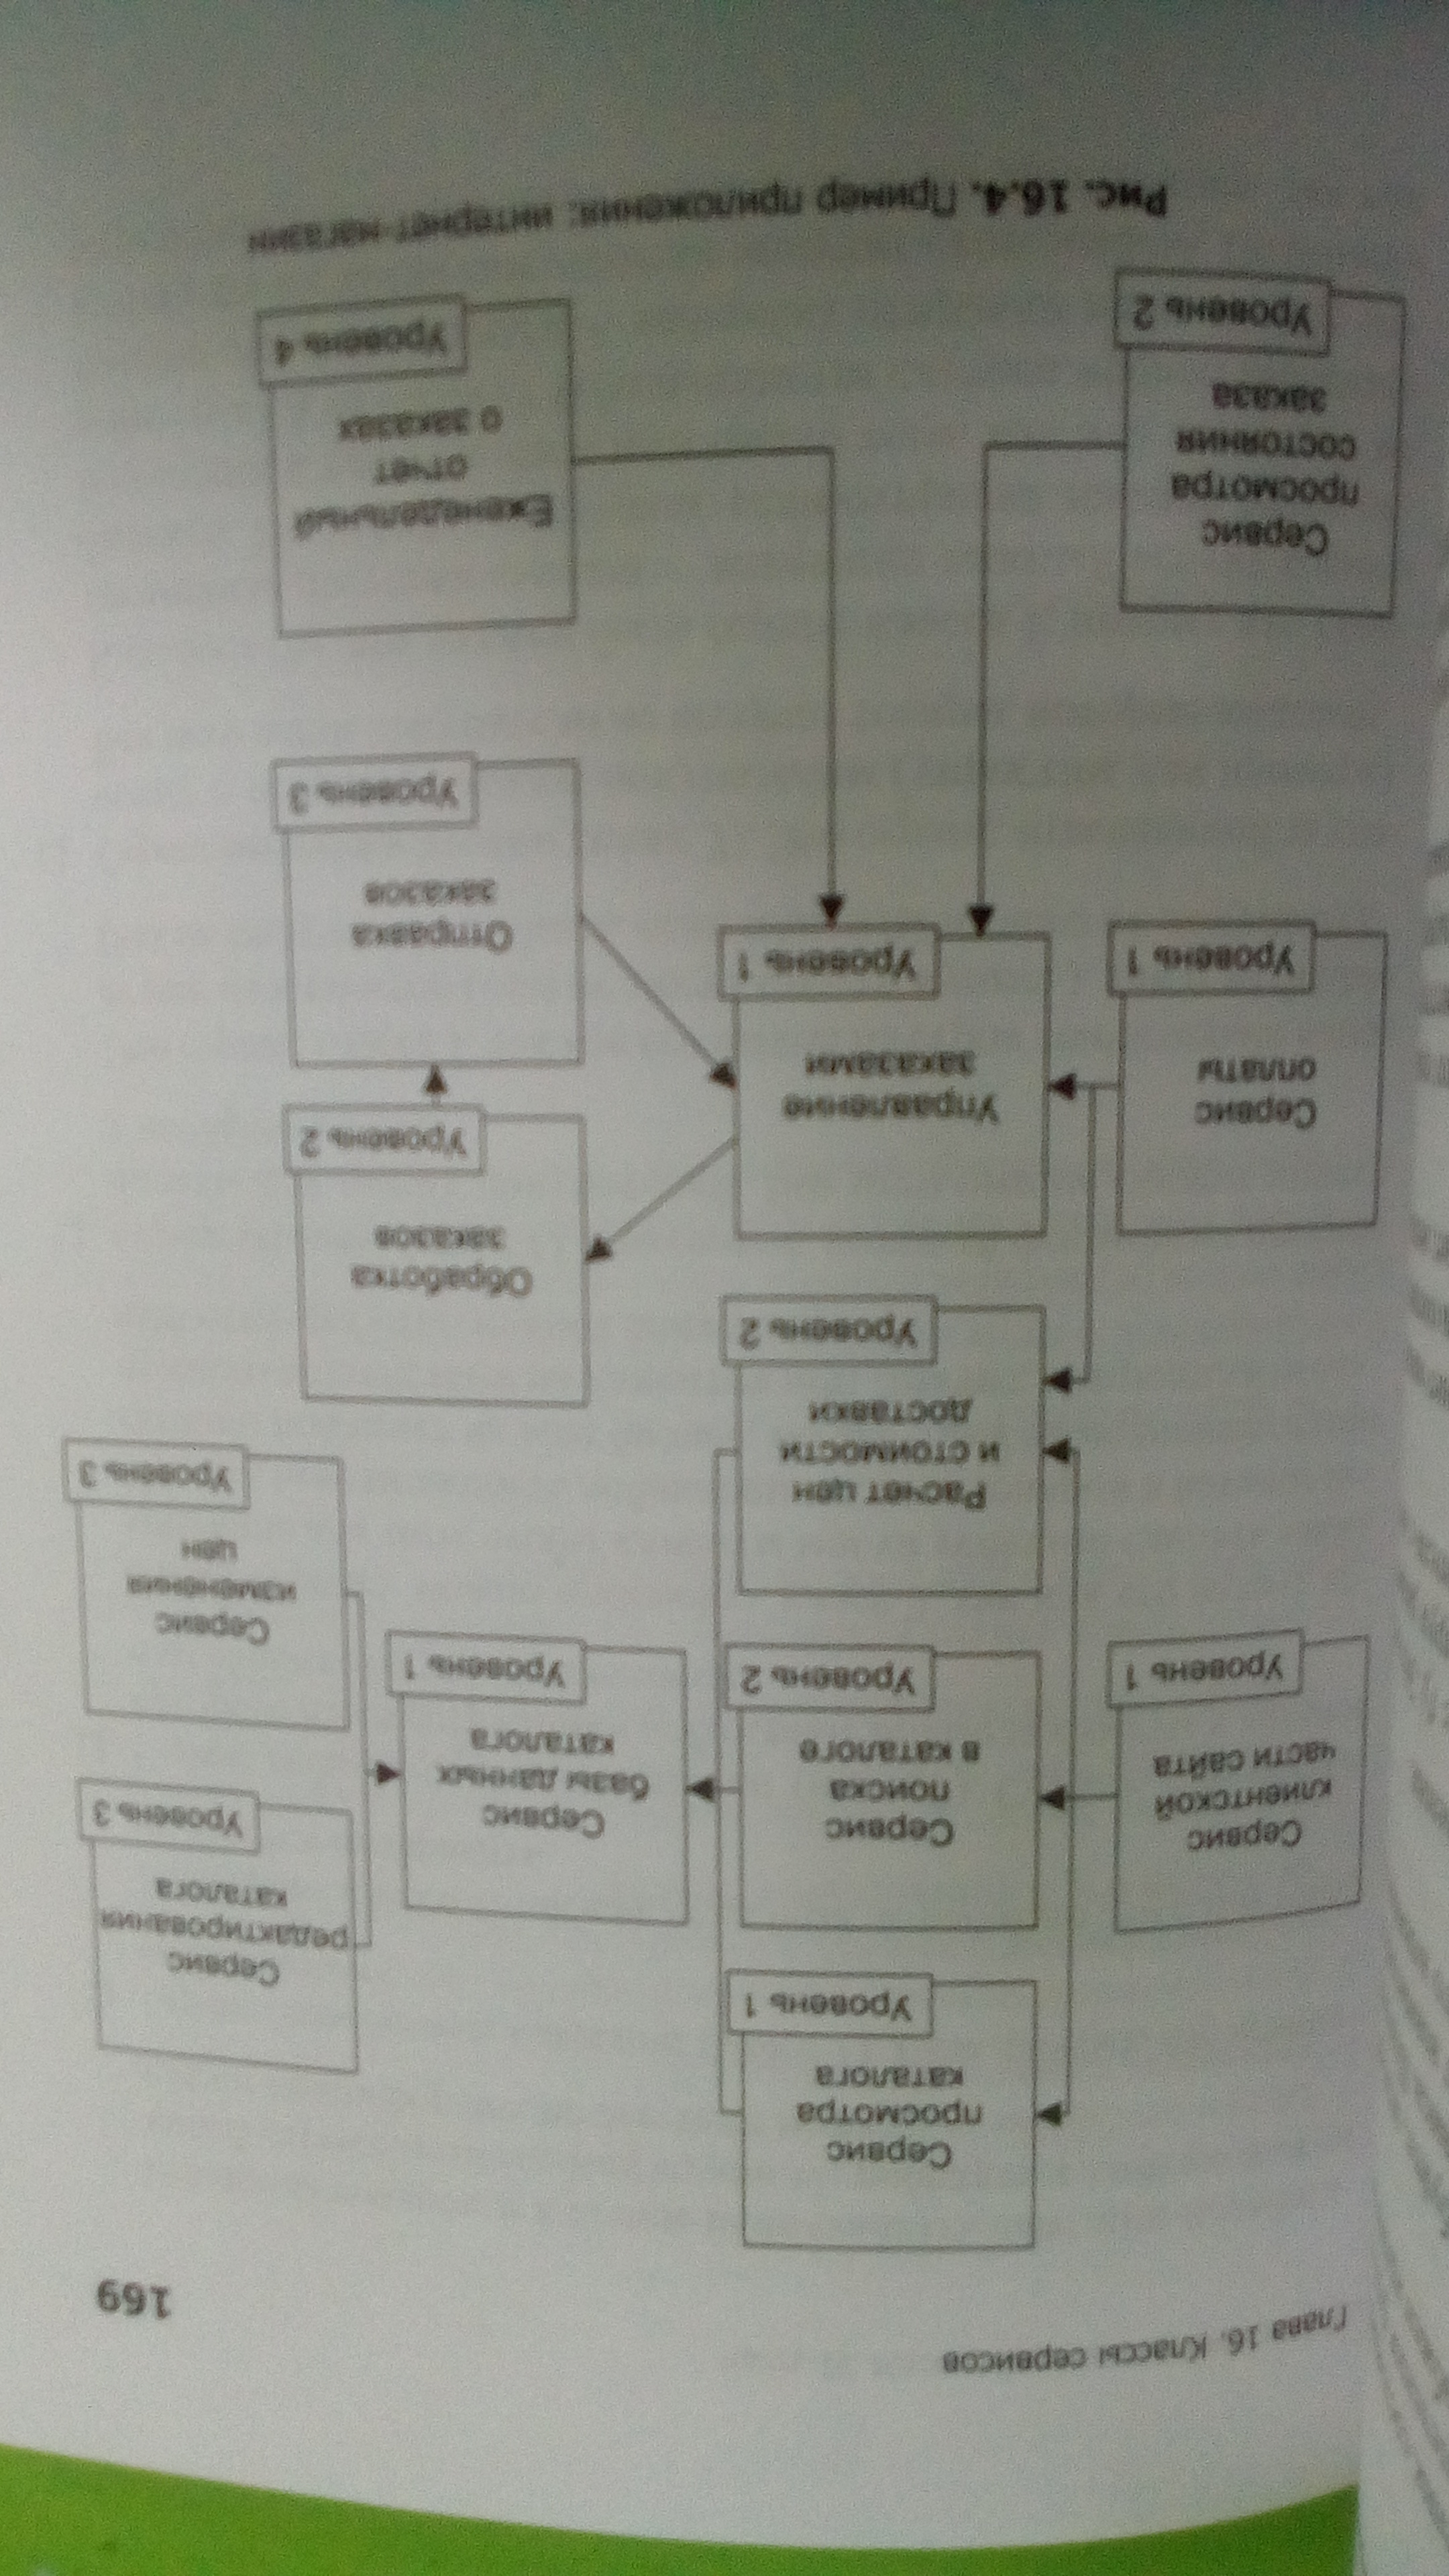 Глава 16. Классы сервисов
169
Сервис
просмотра
каталога
Уровень 1
Сервис
клиентской
части сайта
Уровень 1
Сервис
поиска
в каталоге
Уровень 2
Сервис
базы данных
каталога
Уровень 1
Сервис
редактирования
каталога
Уровень 3
Сервис
изменения
цен
Уровень 3
Расчет цен
и стоимости
доставки
Уровень 2
Обработка
заказов
Уровень 2
Сервис
оплаты
Уровень 1
Управление
заказами
Уровень 1
Отправка
заказов
Уровень 3
Сервис
просмотра
состояния
заказа
Уровень 2
Еженедельный
отчет
о заказах
Уровень 4
Рис. 16.4. Пример приложения: интернет-магазин